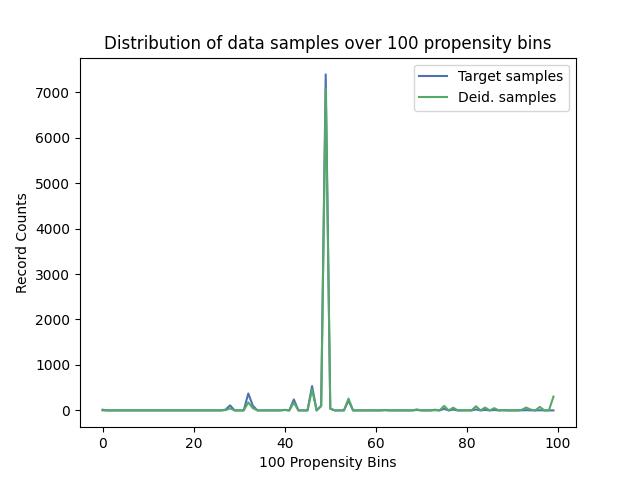 Distribution of data samples over 100 propensity bins
Target samples
Deid. samples
7000
6000
5000
4000
3000
2000
1000
0
Record Counts
0 20 40 60 80 100
100 Propensity Bins